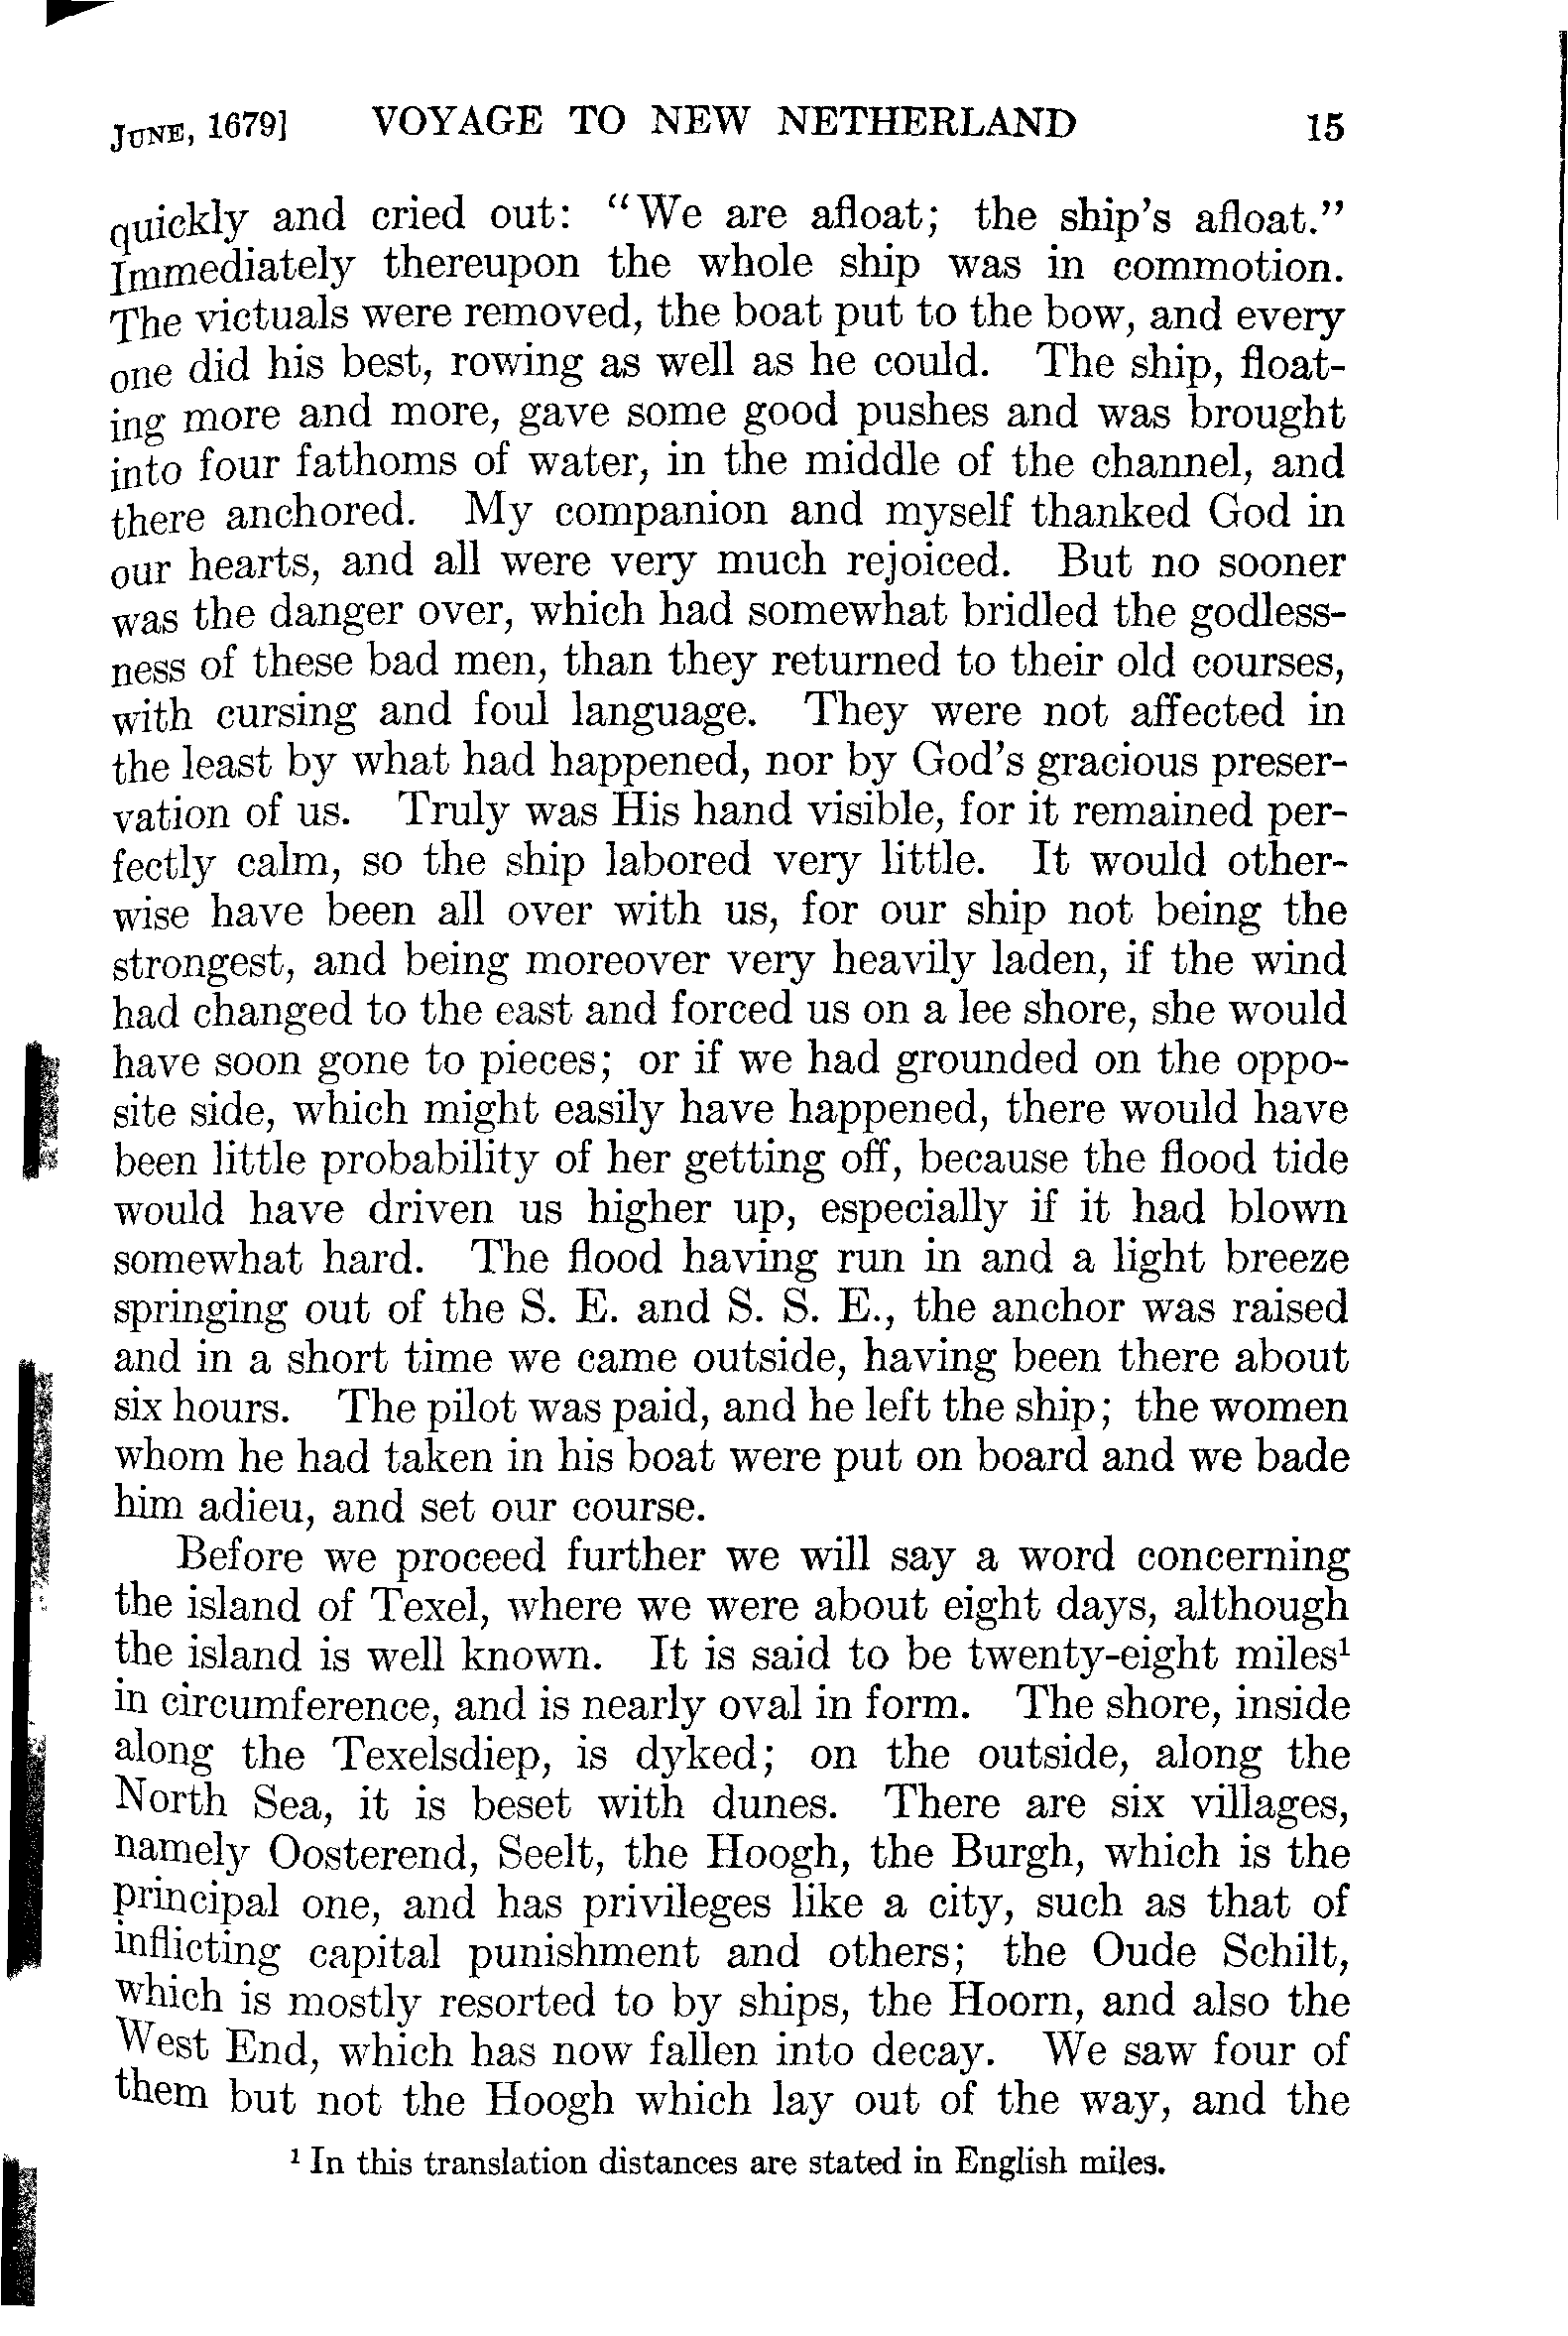 JUNE, 1679] VOYAGE TO NEW NETHERLAND 15
quickly and cried out: "We are afloat; the ship's afloat."
Immediately thereupon the whole ship was in commotion.
The victuals were removed, the boat put to the bow, and every
one did his best, rowing as well as he could. The ship, float-
ing more and more, gave some good pushes and was brought
into four fathoms of water, in the middle of the channel, and
there anchored. My companion and myself thanked God in
our hearts, and all were very much rejoiced. But no sooner
was the danger over, which had somewhat bridled the godless-
ness of these bad men, than they returned to their old courses,
with cursing and foul language. They were not affected in
the least by what had happened, nor by God's gracious preser-
vation of us. Truly was His hand visible, for it remained per-
fectly calm, so the ship labored very little. It would other-
wise have been all over with us, for our ship not being the
strongest, and being moreover very heavily laden, if the wind
had changed to the east and forced us on a lee shore, she would
have soon gone to pieces; or if we had grounded on the oppo-
site side, which might easily have happened, there would have
been little probability of her getting off, because the flood tide
would have driven us higher up, especially if it had blown
somewhat hard. The flood having run in and a light breeze
springing out of the S. E. and S. S. E., the anchor was raised
and in a short time we came outside, having been there about
six hours. The pilot was paid, and he left the ship; the women
whom he had taken in his boat were put on board and we bade
him adieu, and set our course.
Before we proceed further we will say a word concerning
the island of Texel, where we were about eight days, although
the island is well known. It is said to be twenty-eight miles¹
in circumference, and is nearly oval in form. The shore, inside
along the Texelsdiep, is dyked; on the outside, along the
North Sea, it is beset with dunes. There are six villages,
namely Oosterend, Seelt, the Hoogh, the Burgh, which is the
principal one, and has privileges like a city, such as that of
inflicting capital punishment and others; the Oude Schilt,
which is mostly resorted to by ships, the Hoorn, and also the
West End, which has now fallen into decay. We saw four of
them but not the Hoogh which lay out of the way, and the
¹ In this translation distances are stated in English miles.